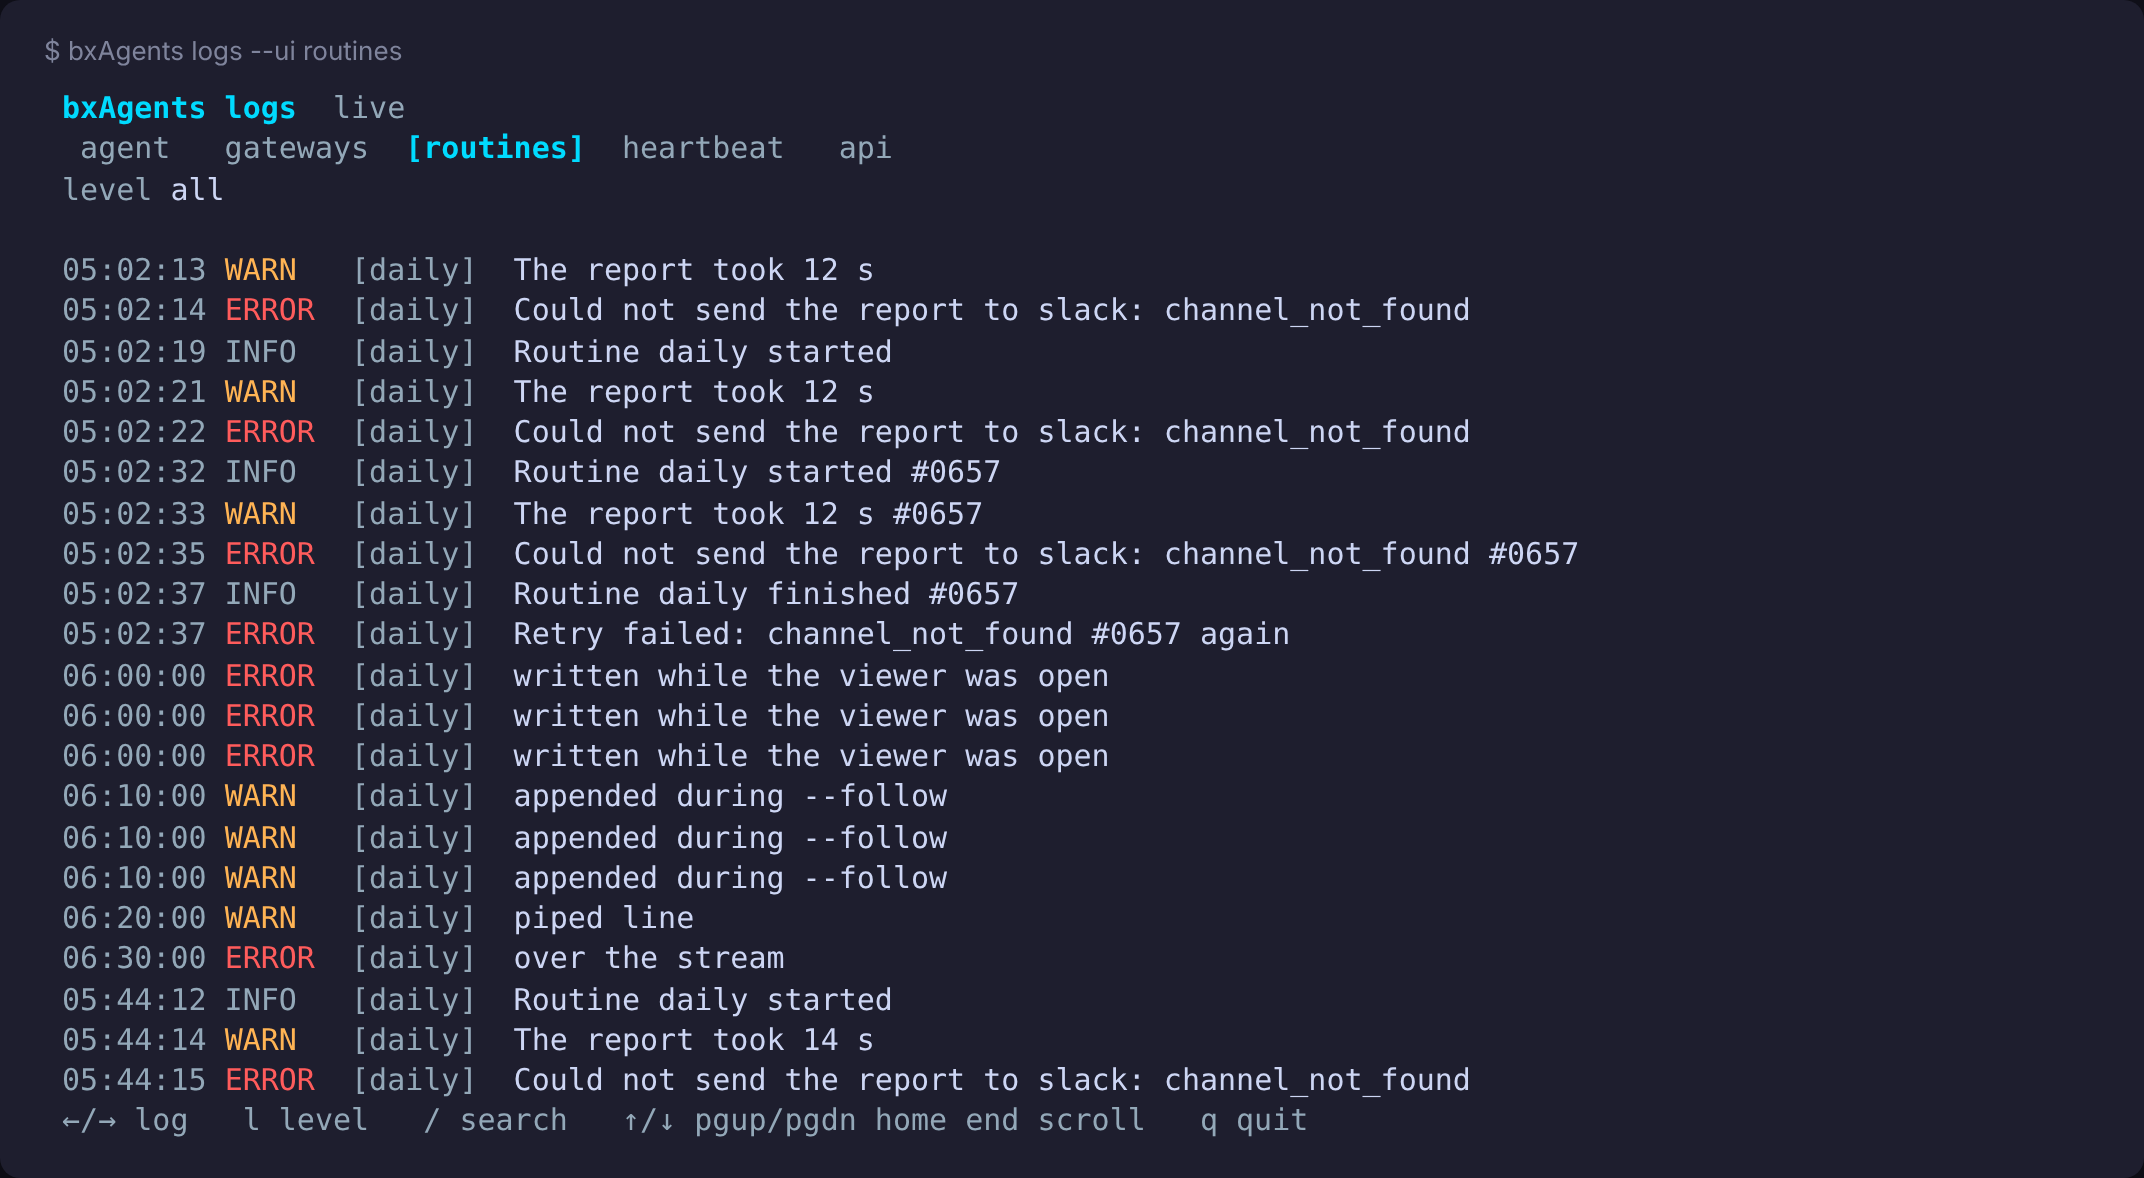 $ bxAgents logs --ui routines
bxAgents logs  live
agent   gateways  [routines]  heartbeat   api
level all
05:02:13 WARN   [daily]  The report took 12 s
05:02:14 ERROR  [daily]  Could not send the report to slack: channel_not_found
05:02:19 INFO   [daily]  Routine daily started
05:02:21 WARN   [daily]  The report took 12 s
05:02:22 ERROR  [daily]  Could not send the report to slack: channel_not_found
05:02:32 INFO   [daily]  Routine daily started #0657
05:02:33 WARN   [daily]  The report took 12 s #0657
05:02:35 ERROR  [daily]  Could not send the report to slack: channel_not_found #0657
05:02:37 INFO   [daily]  Routine daily finished #0657
05:02:37 ERROR  [daily]  Retry failed: channel_not_found #0657 again
06:00:00 ERROR  [daily]  written while the viewer was open
06:00:00 ERROR  [daily]  written while the viewer was open
06:00:00 ERROR  [daily]  written while the viewer was open
06:10:00 WARN   [daily]  appended during --follow
06:10:00 WARN   [daily]  appended during --follow
06:10:00 WARN   [daily]  appended during --follow
06:20:00 WARN   [daily]  piped line
06:30:00 ERROR  [daily]  over the stream
05:44:12 INFO   [daily]  Routine daily started
05:44:14 WARN   [daily]  The report took 14 s
05:44:15 ERROR  [daily]  Could not send the report to slack: channel_not_found
←/→ log   l level   / search   ↑/↓ pgup/pgdn home end scroll   q quit